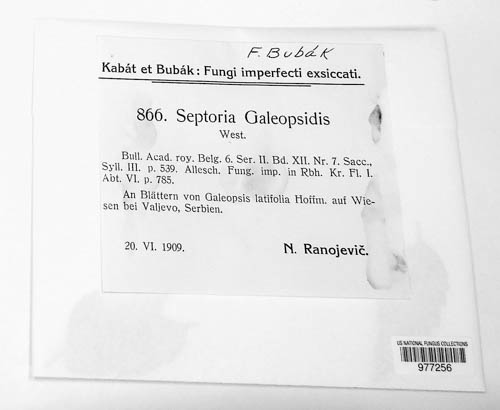 F. BUBÁK
Kabát et Bubák: Fungi imperfecti exsiccati.
866. Septoria Galeopsidis
West.
Bull. Acad. roy. Belg. 6. Ser. II. Bd. XII. Nr. 7. Sacc.,
Syll. III. p. 539. Allesch. Fung. imp. in Rbh. Kr. Fl. I.
Abt. VI. p. 785.
An Blättern von Galeopsis latifolia Hoffm. auf Wie-
sen bei Valjevo, Serbien.
20. VI. 1909.
N. Ranojevič.
US NATIONAL FUNGUS COLLECTIONS
977256